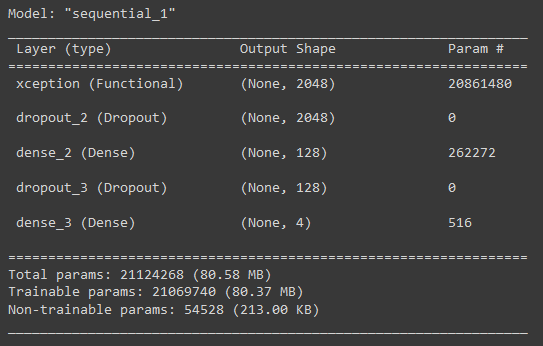 Model: "sequential_1"
Layer (type) Output Shape Param #
xception (Functional) (None, 2048) 20861480
dropout_2 (Dropout) (None, 2048) 0
dense_2 (Dense) (None, 128) 262272
dropout_3 (Dropout) (None, 128) 0
dense_3 (Dense) (None, 4) 516
Total params: 21124268 (80.58 MB)
Trainable params: 21069740 (80.37 MB)
Non-trainable params: 54528 (213.00 KB)